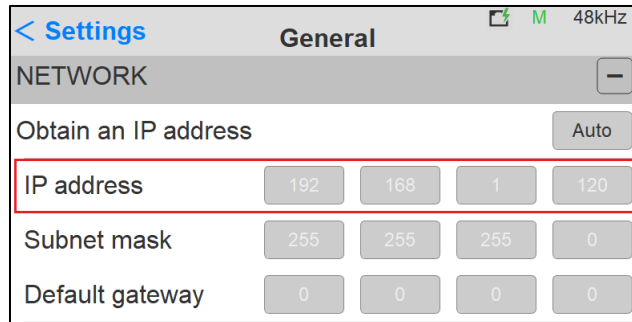 < Settings General M 48kHz
NETWORK −
Obtain an IP address Auto
IP address 192 168 1 120
Subnet mask 255 255 255 0
Default gateway 0 0 0 0